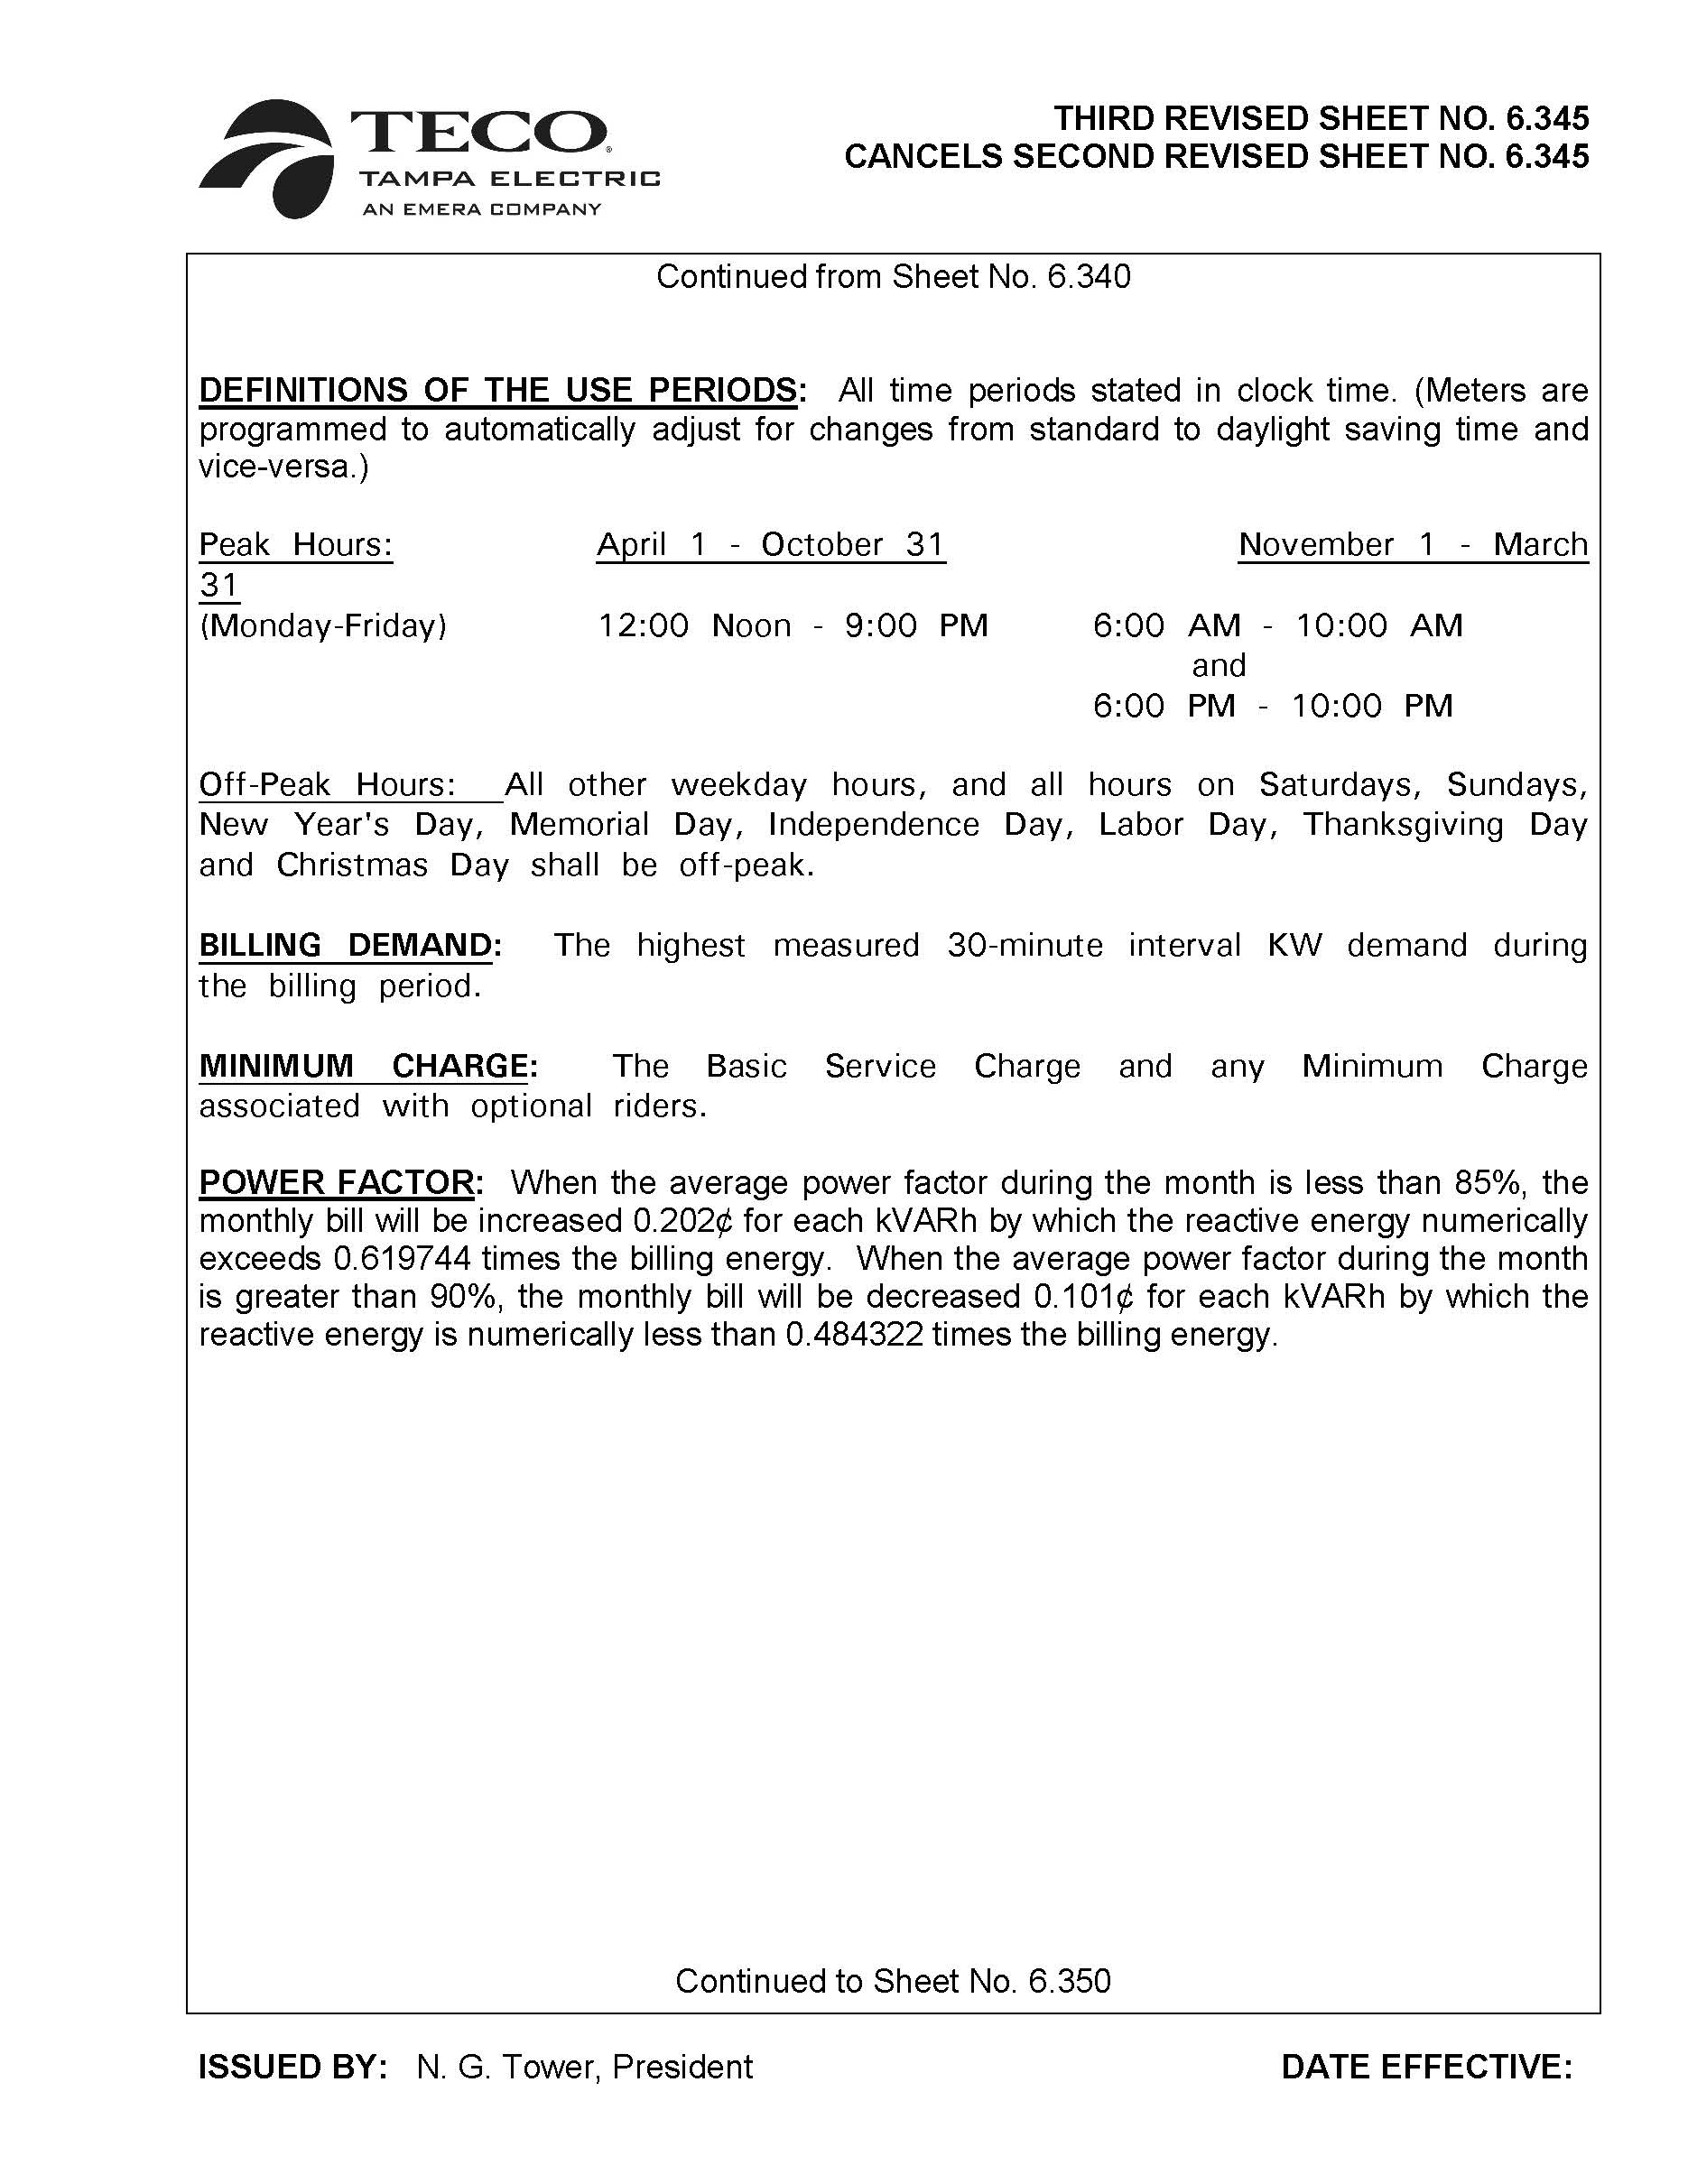 TECO®
TAMPA ELECTRIC
AN EMERA COMPANY
THIRD REVISED SHEET NO. 6.345
CANCELS SECOND REVISED SHEET NO. 6.345
Continued from Sheet No. 6.340
DEFINITIONS OF THE USE PERIODS: All time periods stated in clock time. (Meters are
programmed to automatically adjust for changes from standard to daylight saving time and
vice-versa.)
Peak Hours: April 1 - October 31 November 1 - March
31
(Monday-Friday) 12:00 Noon - 9:00 PM 6:00 AM - 10:00 AM
and
6:00 PM - 10:00 PM
Off-Peak Hours: All other weekday hours, and all hours on Saturdays, Sundays,
New Year's Day, Memorial Day, Independence Day, Labor Day, Thanksgiving Day
and Christmas Day shall be off-peak.
BILLING DEMAND: The highest measured 30-minute interval KW demand during
the billing period.
MINIMUM CHARGE: The Basic Service Charge and any Minimum Charge
associated with optional riders.
POWER FACTOR: When the average power factor during the month is less than 85%, the
monthly bill will be increased 0.202¢ for each kVARh by which the reactive energy numerically
exceeds 0.619744 times the billing energy. When the average power factor during the month
is greater than 90%, the monthly bill will be decreased 0.101¢ for each kVARh by which the
reactive energy is numerically less than 0.484322 times the billing energy.
Continued to Sheet No. 6.350
ISSUED BY: N. G. Tower, President DATE EFFECTIVE: